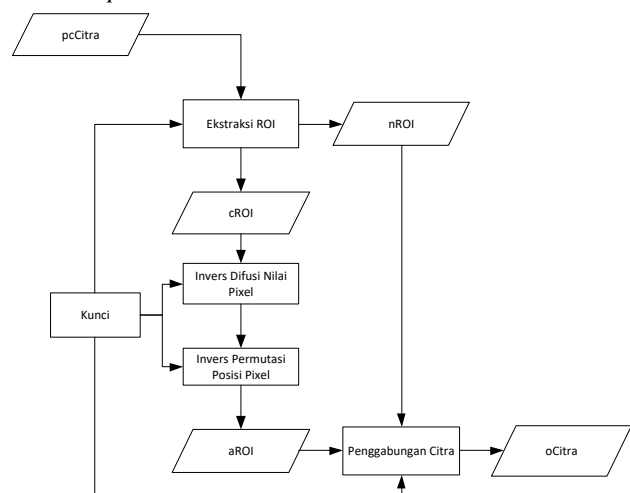 pcCitra
Ekstraksi ROI
nROI
cROI
Invers Difusi Nilai
Pixel
Kunci
Invers Permutasi
Posisi Pixel
aROI
Penggabungan Citra
oCitra